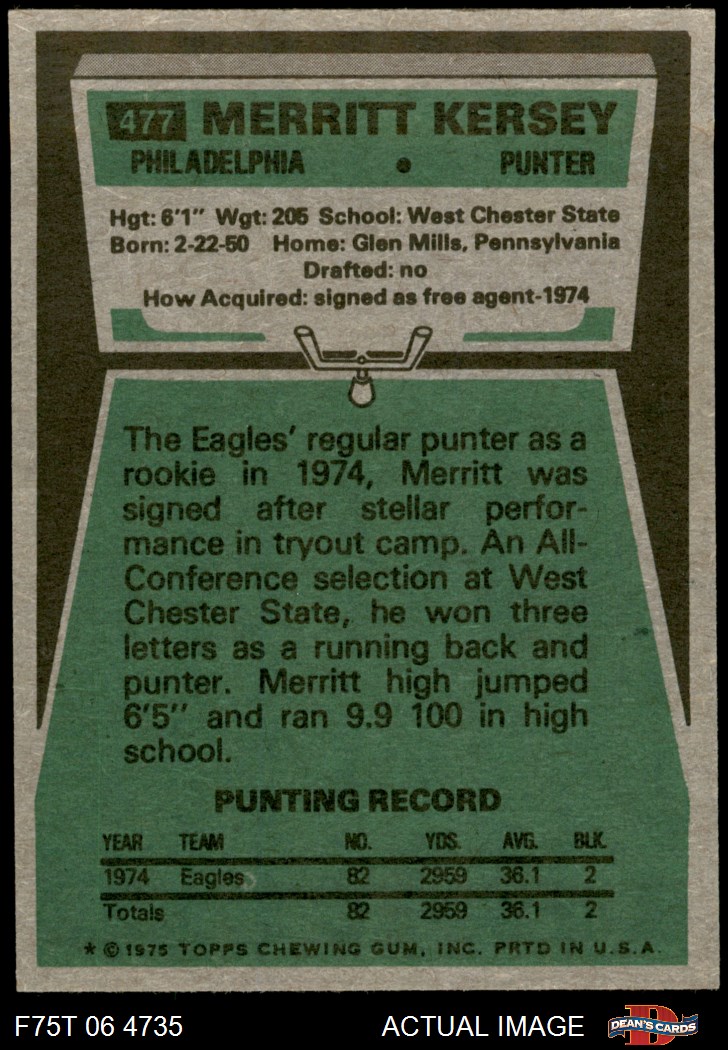 477 MERRITT KERSEY
PHILADELPHIA • PUNTER
Hgt: 6'1" Wgt: 205 School: West Chester State
Born: 2-22-50 Home: Glen Mills, Pennsylvania
Drafted: no
How Acquired: signed as free agent-1974
The Eagles' regular punter as a
rookie in 1974, Merritt was
signed after stellar perfor-
mance in tryout camp. An All-
Conference selection at West
Chester State, he won three
letters as a running back and
punter. Merritt high jumped
6'5" and ran 9.9 100 in high
school.
PUNTING RECORD
YEAR TEAM NO. YDS. AVG. BLK.
1974 Eagles 82 2959 36.1 2
Totals 82 2959 36.1 2
* © 1975 TOPPS CHEWING GUM, INC. PRTD IN U.S.A.
F75T 06 4735 ACTUAL IMAGE D DEAN'S CARDS